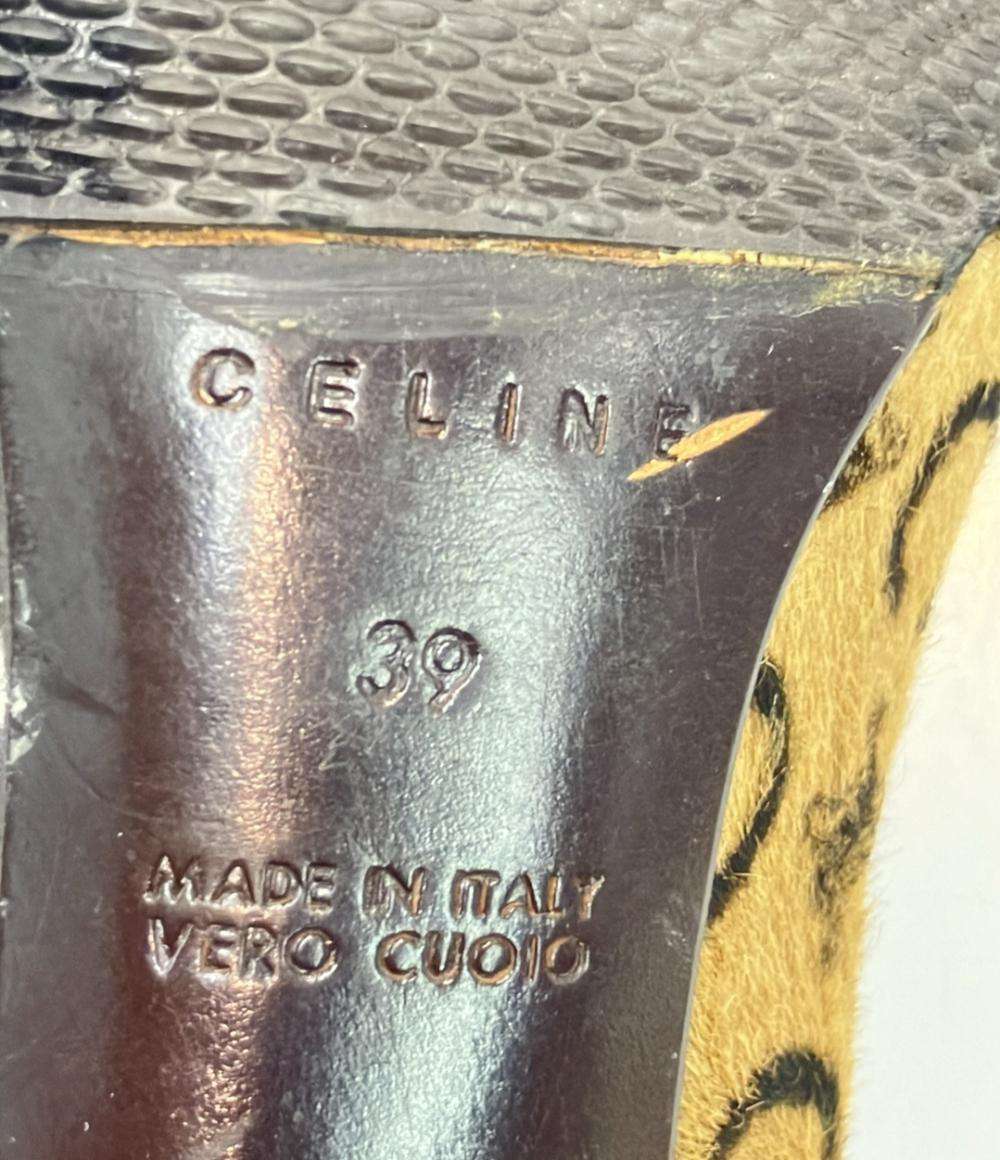 CELINE
39
MADE IN ITALY
VERO CUOIO